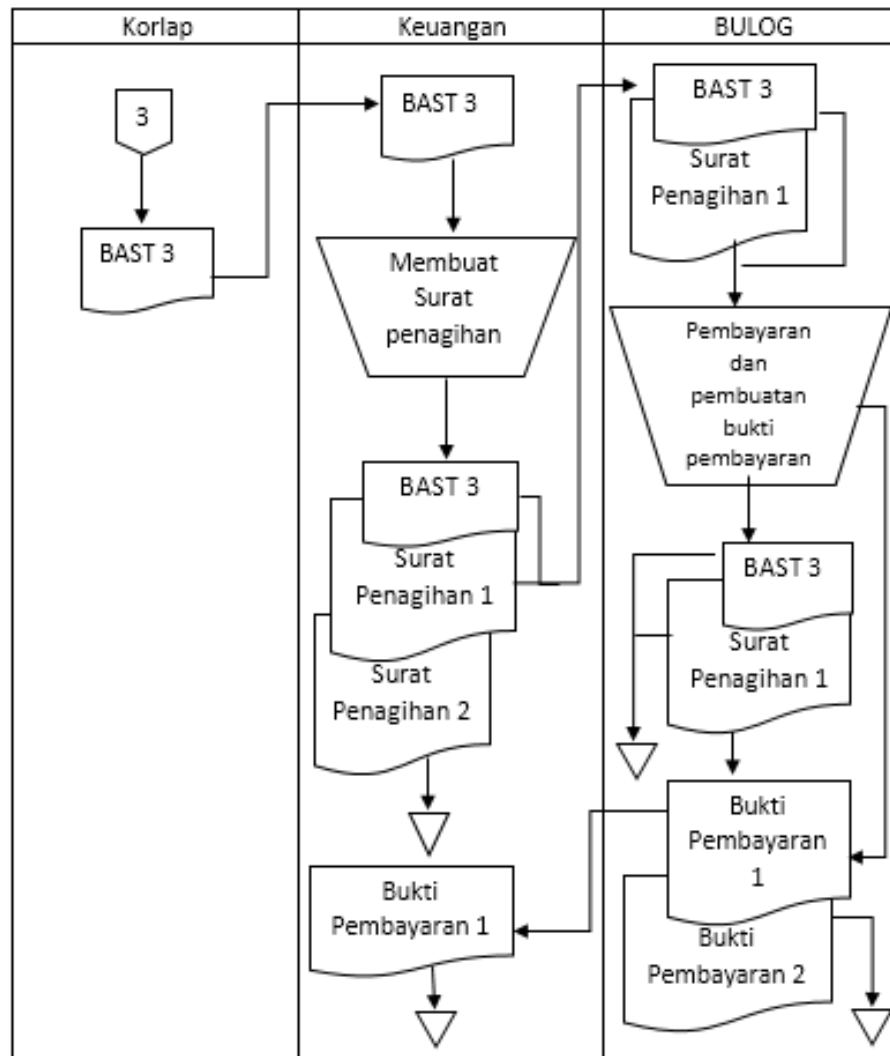 Korlap
Keuangan
BULOG
3
BAST 3
BAST 3
Membuat
Surat
penagihan
BAST 3
Surat
Penagihan 1
Surat
Penagihan 2
Bukti
Pembayaran 1
BAST 3
Surat
Penagihan 1
Pembayaran
dan
pembuatan
bukti
pembayaran
BAST 3
Surat
Penagihan 1
Bukti
Pembayaran
1
Bukti
Pembayaran 2